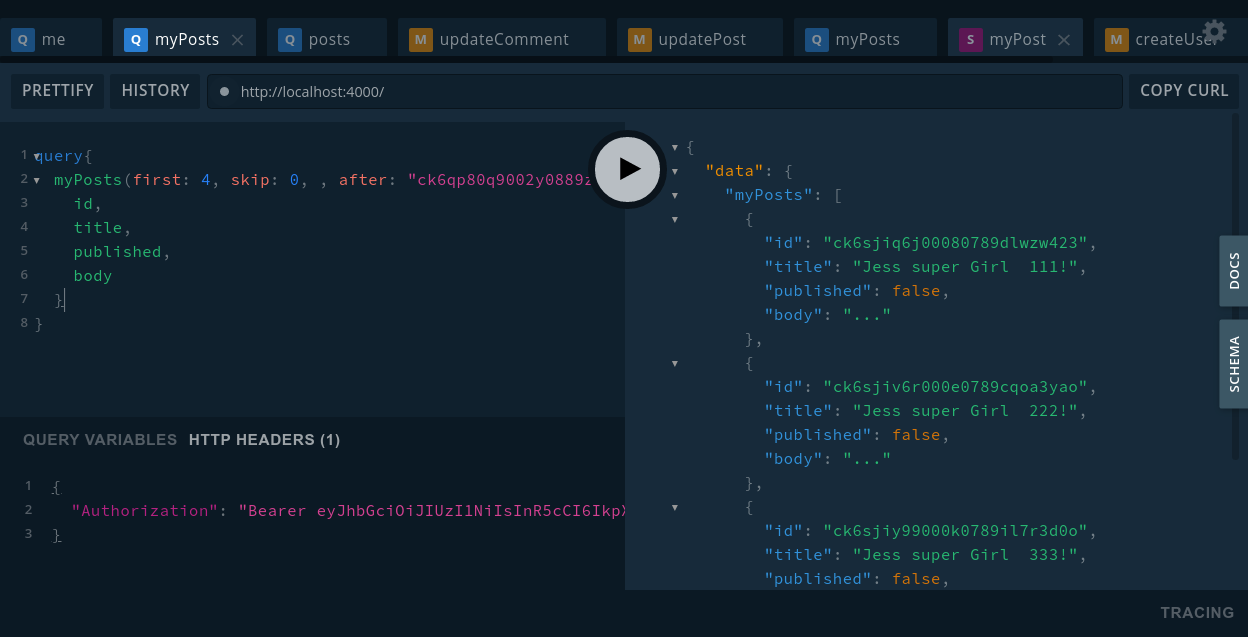 Q me Q myPosts Q posts M updateComment M updatePost Q myPosts S myPost M createUser
PRETTIFY HISTORY http://localhost:4000/ COPY CURL
1 query{
2 myPosts(first: 4, skip: 0, , after: "ck6qp80q9002y0889z
3 id,
4 title,
5 published,
6 body
7 }
8 }
QUERY VARIABLES HTTP HEADERS (1)
1 {
2 "Authorization": "Bearer eyJhbGciOiJIUzI1NiIsInR5cCI6IkpX
3 }
{
"data": {
"myPosts": [
{
"id": "ck6sjiq6j00080789dlwzw423",
"title": "Jess super Girl  111!",
"published": false,
"body": "..."
},
{
"id": "ck6sjiv6r000e0789cqoa3yao",
"title": "Jess super Girl  222!",
"published": false,
"body": "..."
},
{
"id": "ck6sjiy99000k0789il7r3d0o",
"title": "Jess super Girl  333!",
"published": false,
DOCS
SCHEMA
TRACING